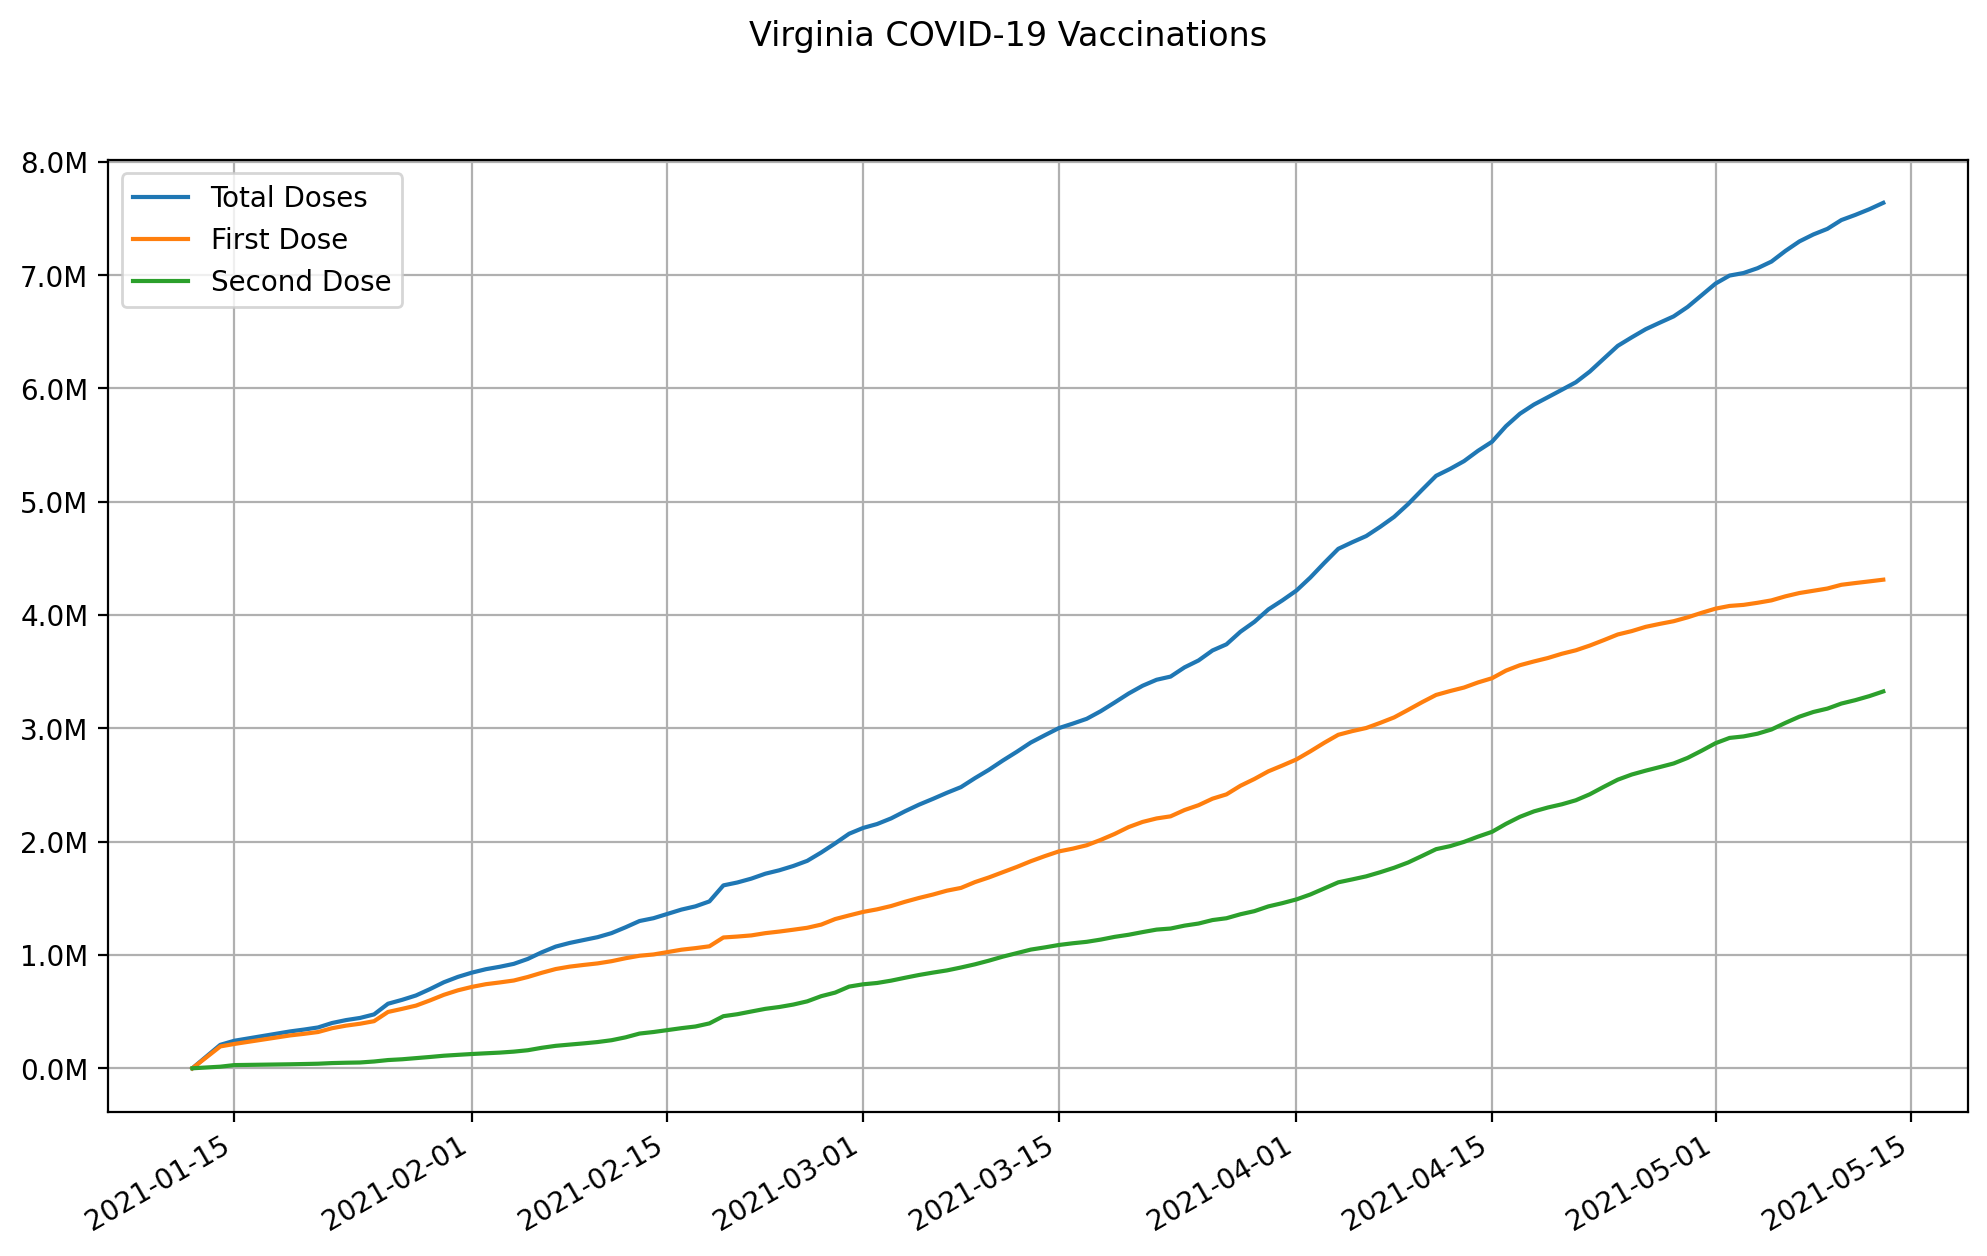 Virginia COVID-19 Vaccinations
8.0M
7.0M
6.0M
5.0M
4.0M
3.0M
2.0M
1.0M
0.0M
Total Doses
First Dose
Second Dose
2021-01-15
2021-02-01
2021-02-15
2021-03-01
2021-03-15
2021-04-01
2021-04-15
2021-05-01
2021-05-15